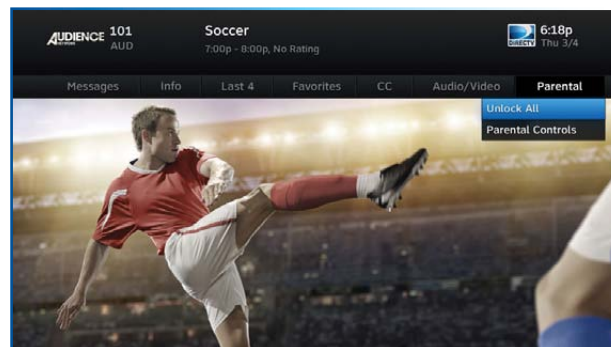 AUDIENCE
NETWORK
101
AUD
Soccer
7:00p - 8:00p, No Rating
DIRECTV
6:18p
Thu 3/4
Messages Info Last 4 Favorites CC Audio/Video Parental
Unlock All
Parental Controls